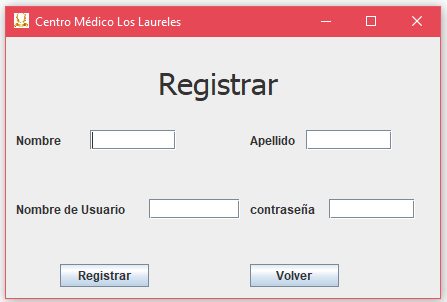 Centro Médico Los Laureles
Registrar
Nombre Apellido
Nombre de Usuario contraseña
Registrar Volver